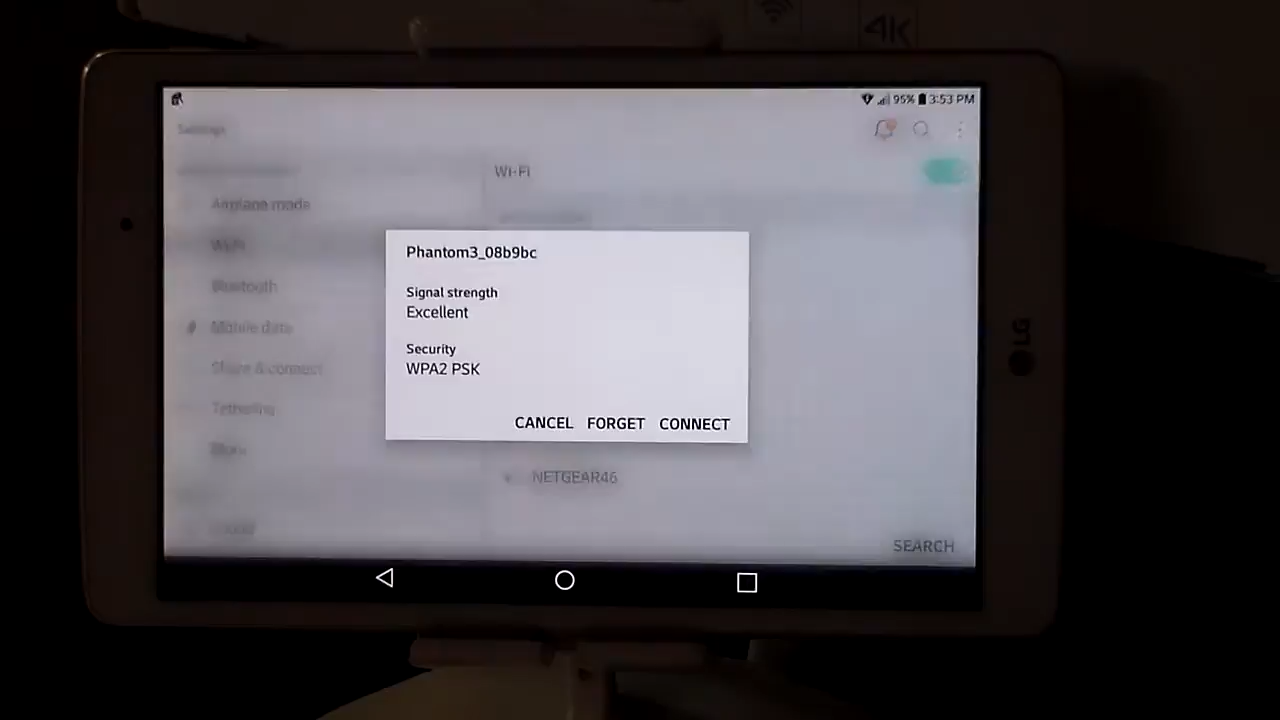 4K
95% 3:53 PM
Settings
WI-FI
Airplane mode
Wi-Fi
Bluetooth
Mobile data
Share & connect
Tethering
More
Sound
Phantom3_08b9bc
Signal strength
Excellent
Security
WPA2 PSK
CANCEL FORGET CONNECT
NETGEAR46
SEARCH
LG